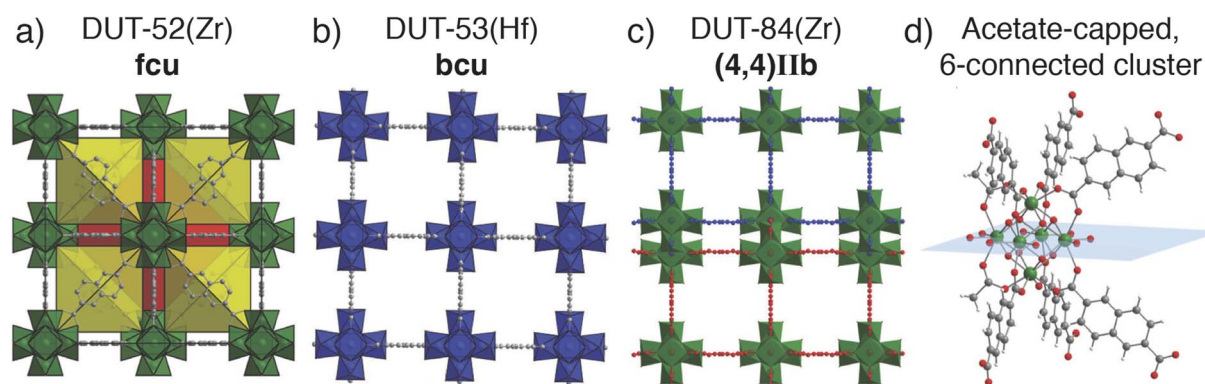 a) DUT-52(Zr)
fcu
b) DUT-53(Hf)
bcu
c) DUT-84(Zr)
(4,4)IIb
d) Acetate-capped,
6-connected cluster